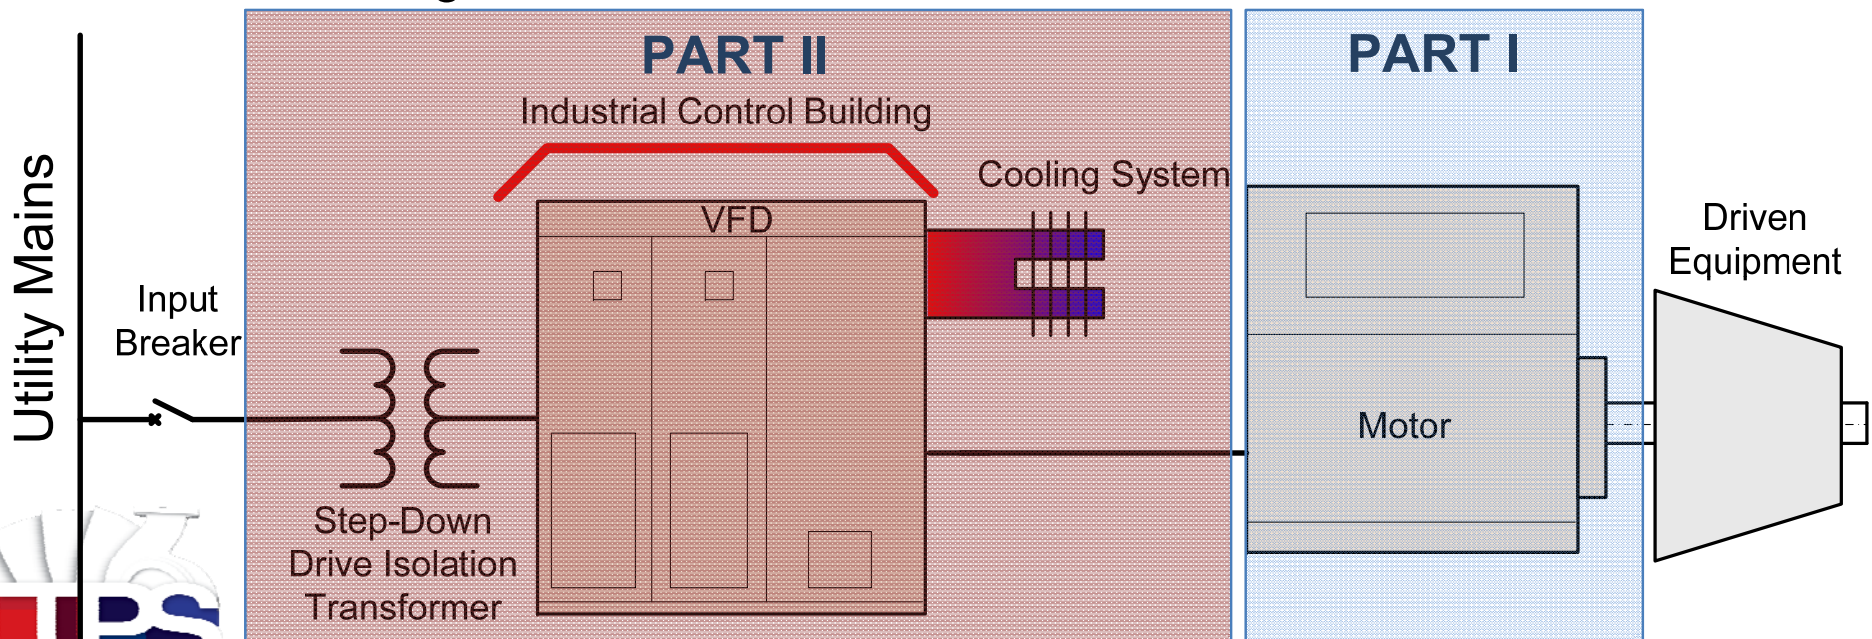 PART II
PART I
Industrial Control Building
Cooling System
VFD
Driven
Equipment
Utility Mains
Input
Breaker
Motor
Step-Down
Drive Isolation
Transformer